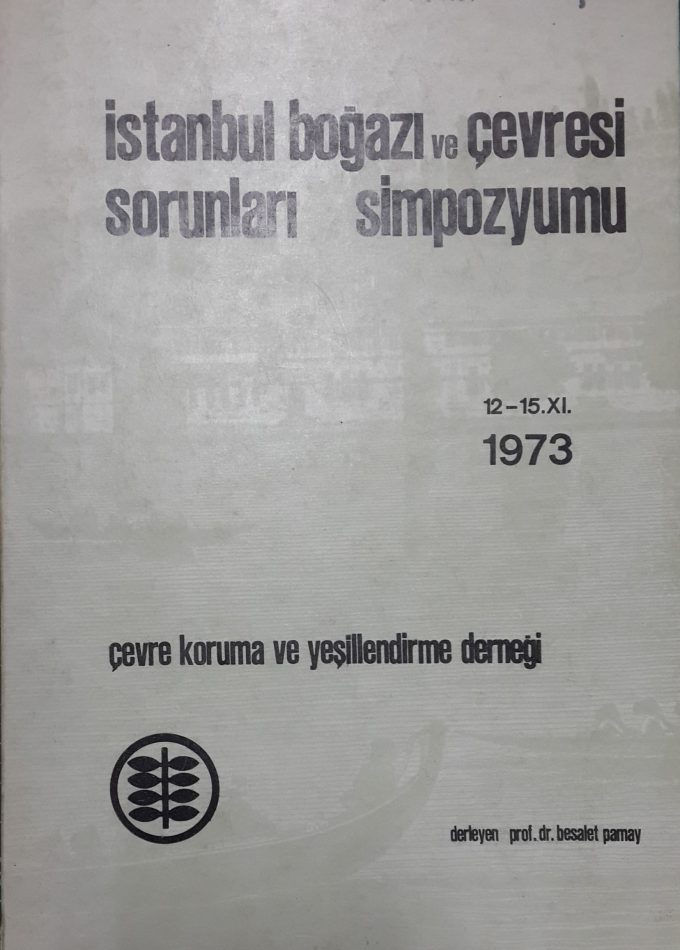 istanbul boğazı ve çevresi
sorunları simpozyumu
12-15.XI.
1973
çevre koruma ve yeşillendirme derneği
derleyen prof.dr.besalet pamay